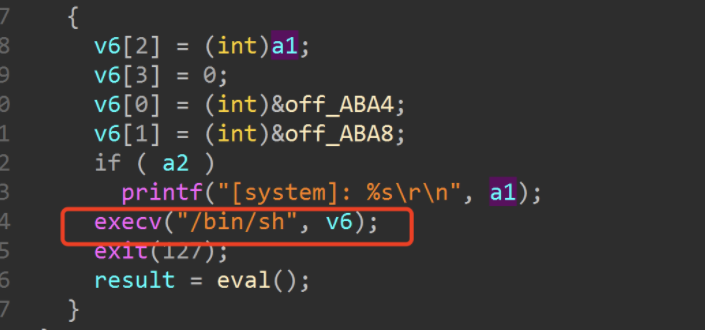 7 {
8 v6[2] = (int)a1;
9 v6[3] = 0;
0 v6[0] = (int)&off_ABA4;
1 v6[1] = (int)&off_ABA8;
2 if ( a2 )
3 printf("[system]: %s\r\n", a1);
4 execv("/bin/sh", v6);
5 exit(127);
6 result = eval();
7 }